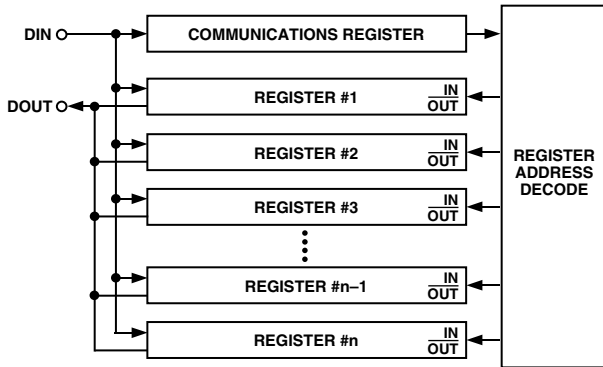 DIN
COMMUNICATIONS REGISTER
DOUT
REGISTER #1
IN
OUT
REGISTER #2
IN
OUT
REGISTER #3
IN
OUT
REGISTER #n–1
IN
OUT
REGISTER #n
IN
OUT
REGISTER
ADDRESS
DECODE